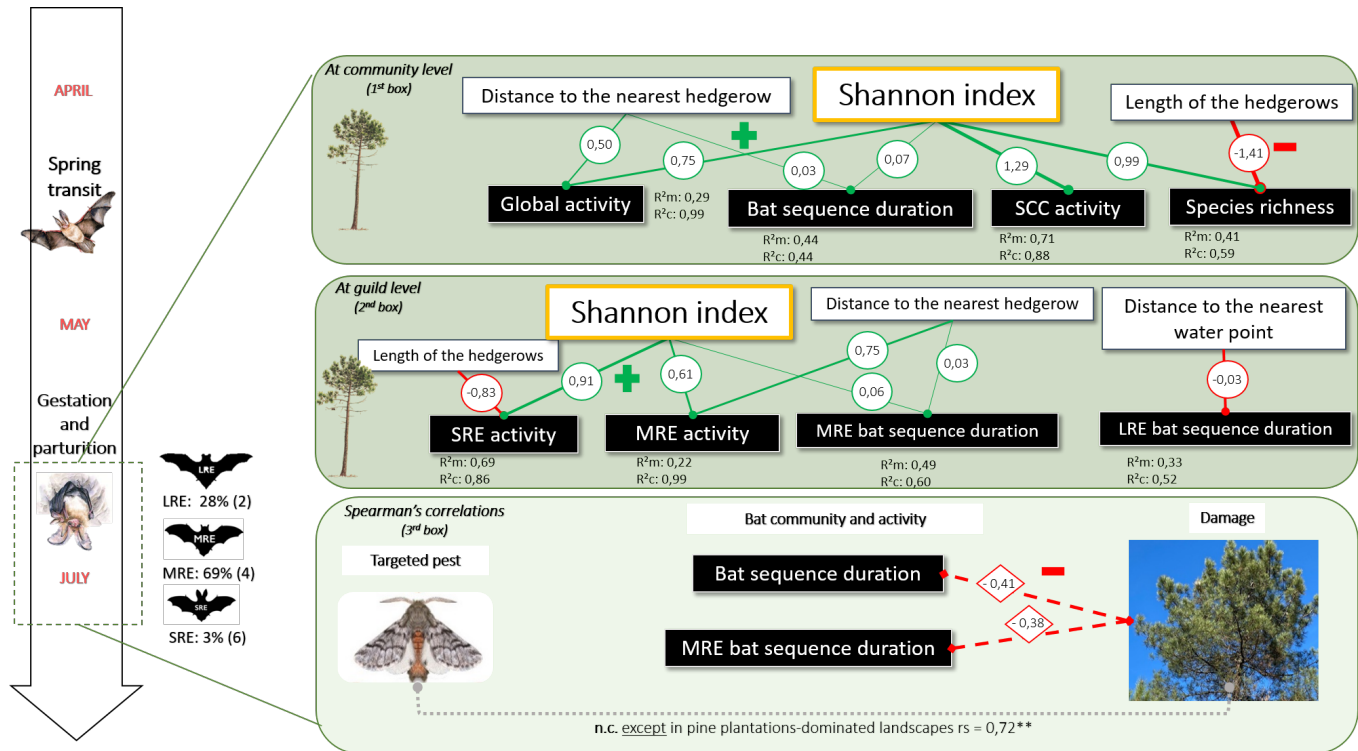 APRIL
Spring
transit
MAY
Gestation
and
parturition
JULY
LRE
LRE: 28% (2)
MRE
MRE: 69% (4)
SRE
SRE: 3% (6)
At community level
(1st box)
Distance to the nearest hedgerow
Shannon index
Length of the hedgerows
0,50
0,75
0,03
0,07
1,29
0,99
-1,41
Global activity
R²m: 0,29
R²c: 0,99
Bat sequence duration
R²m: 0,44
R²c: 0,44
SCC activity
R²m: 0,71
R²c: 0,88
Species richness
R²m: 0,41
R²c: 0,59
At guild level
(2nd box)
Shannon index
Distance to the nearest hedgerow
Distance to the nearest
water point
Length of the hedgerows
-0,83
0,91
0,61
0,75
0,06
0,03
-0,03
SRE activity
R²m: 0,69
R²c: 0,86
MRE activity
R²m: 0,22
R²c: 0,99
MRE bat sequence duration
R²m: 0,49
R²c: 0,60
LRE bat sequence duration
R²m: 0,33
R²c: 0,52
Spearman's correlations
(3rd box)
Targeted pest
Bat community and activity
Damage
Bat sequence duration
- 0,41
MRE bat sequence duration
- 0,38
n.c. except in pine plantations-dominated landscapes rs = 0,72**